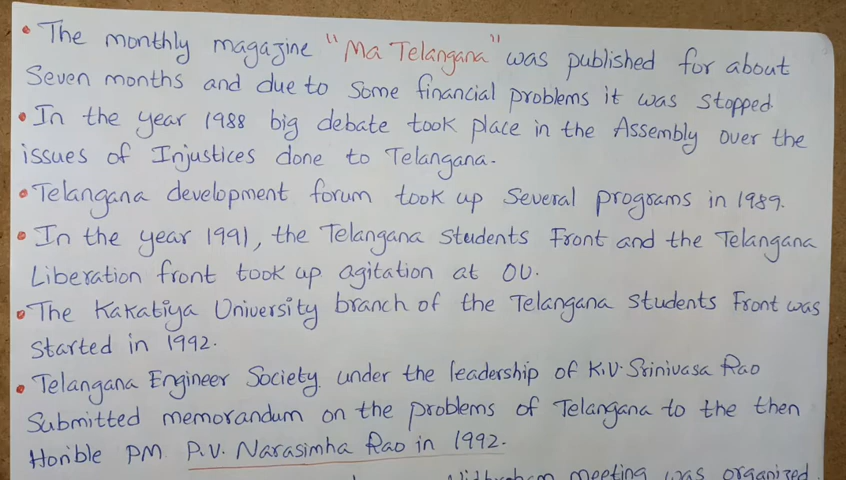 • The monthly magazine "Ma Telangana" was published for about
Seven months and due to some financial problems it was stopped
• In the year 1988 big debate took place in the Assembly over the
issues of Injustices done to Telangana.
• Telangana development forum took up several programs in 1989.
• In the year 1991, the Telangana Students Front and the Telangana
Liberation front took up agitation at OU.
• The Kakatiya University branch of the Telangana Students Front was
started in 1992.
• Telangana Engineer Society under the leadership of K.V. Srinivasa Rao
Submitted memorandum on the problems of Telangana to the then
Hon'ble PM P.V. Narasimha Rao in 1992.
meeting was organized